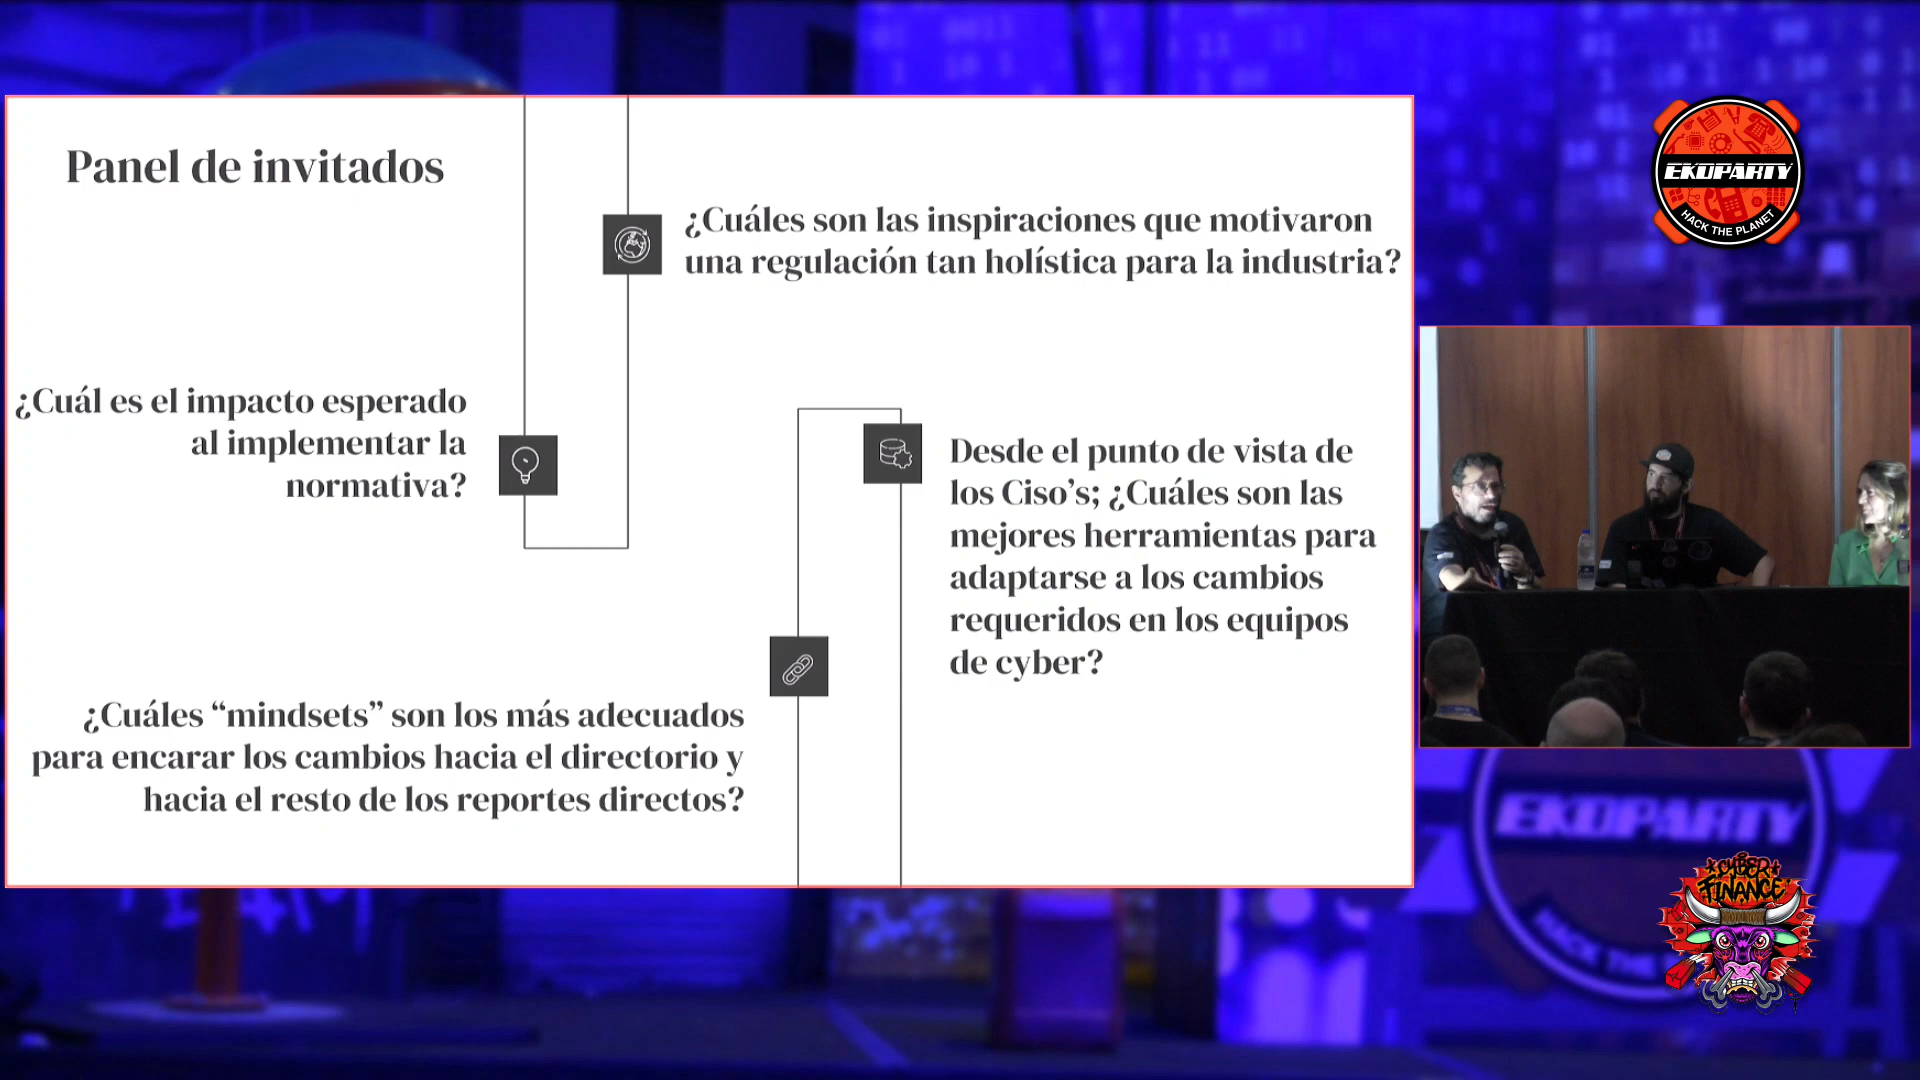 Panel de invitados
¿Cuáles son las inspiraciones que motivaron
una regulación tan holística para la industria?
¿Cuál es el impacto esperado
al implementar la
normativa?
Desde el punto de vista de
los Ciso’s; ¿Cuáles son las
mejores herramientas para
adaptarse a los cambios
requeridos en los equipos
de cyber?
¿Cuáles “mindsets” son los más adecuados
para encarar los cambios hacia el directorio y
hacia el resto de los reportes directos?
EKOPARTY
HACK THE PLANET
EKOPARTY
HACK THE
CYBER
FINANCE